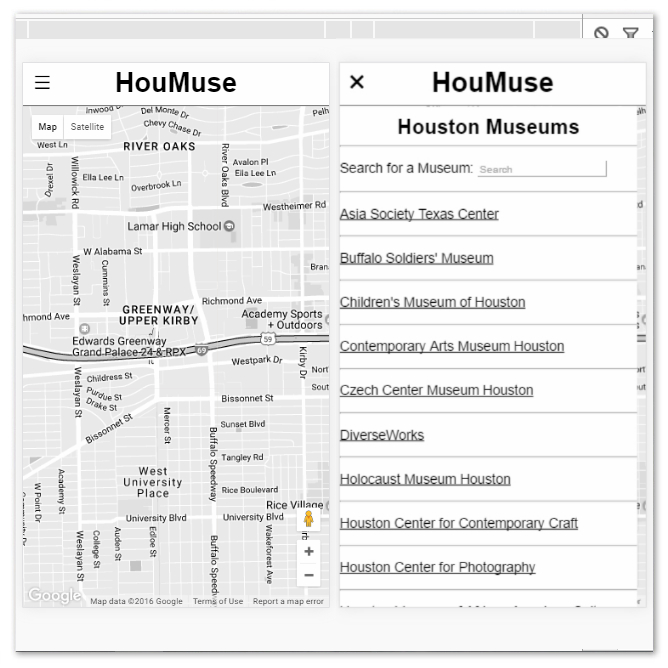 HouMuse
Inwood Dr
Del Monte Dr
Chevy Chase Dr
Map
Satellite
West Ln
RIVER OAKS
Willowick Rd
River Oaks Blvd
Avalon Pl
Ella Lee Ln
Ella Lee Ln
Overbrook Ln
Westheimer Rd
Lamar High School
W Alabama St
Weslayan St
Cummins St
Richmond Ave
GREENWAY/
UPPER KIRBY
Academy Sports
+ Outdoors
Edwards Greenway
Grand Palace 24 & RPX
69
59
Westpark Dr
Kirby Dr
Childress St
Weslayan St
Purdue St
Drake St
Bissonnet St
Bissonnet St
Mercer St
Sunset Blvd
Buffalo Speedway
Tangley Rd
West
University
Place
Rice Boulevard
W Point Dr
Academy St
Rice Village
University Blvd
University Blvd
Weslayan St
College St
Auden St
Edloe St
Buffalo Speedway
Wakeforest Ave
Google
Map data ©2016 Google
Terms of Use
Report a map error
HouMuse
Houston Museums
Search for a Museum: Search
Asia Society Texas Center
Buffalo Soldiers' Museum
Children's Museum of Houston
Contemporary Arts Museum Houston
Czech Center Museum Houston
DiverseWorks
Holocaust Museum Houston
Houston Center for Contemporary Craft
Houston Center for Photography